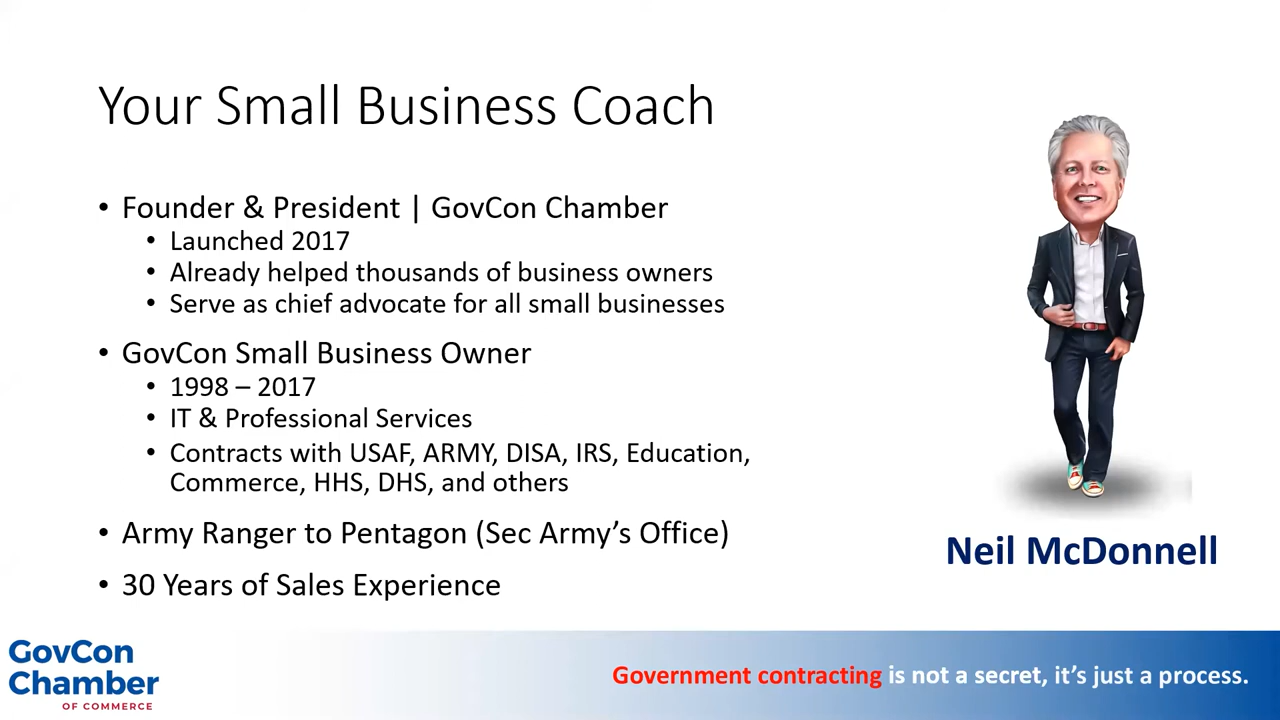 Your Small Business Coach
• Founder & President | GovCon Chamber
• Launched 2017
• Already helped thousands of business owners
• Serve as chief advocate for all small businesses
• GovCon Small Business Owner
• 1998 – 2017
• IT & Professional Services
• Contracts with USAF, ARMY, DISA, IRS, Education,
Commerce, HHS, DHS, and others
• Army Ranger to Pentagon (Sec Army’s Office)
• 30 Years of Sales Experience
Neil McDonnell
GovCon
Chamber
OF COMMERCE
Government contracting is not a secret, it’s just a process.